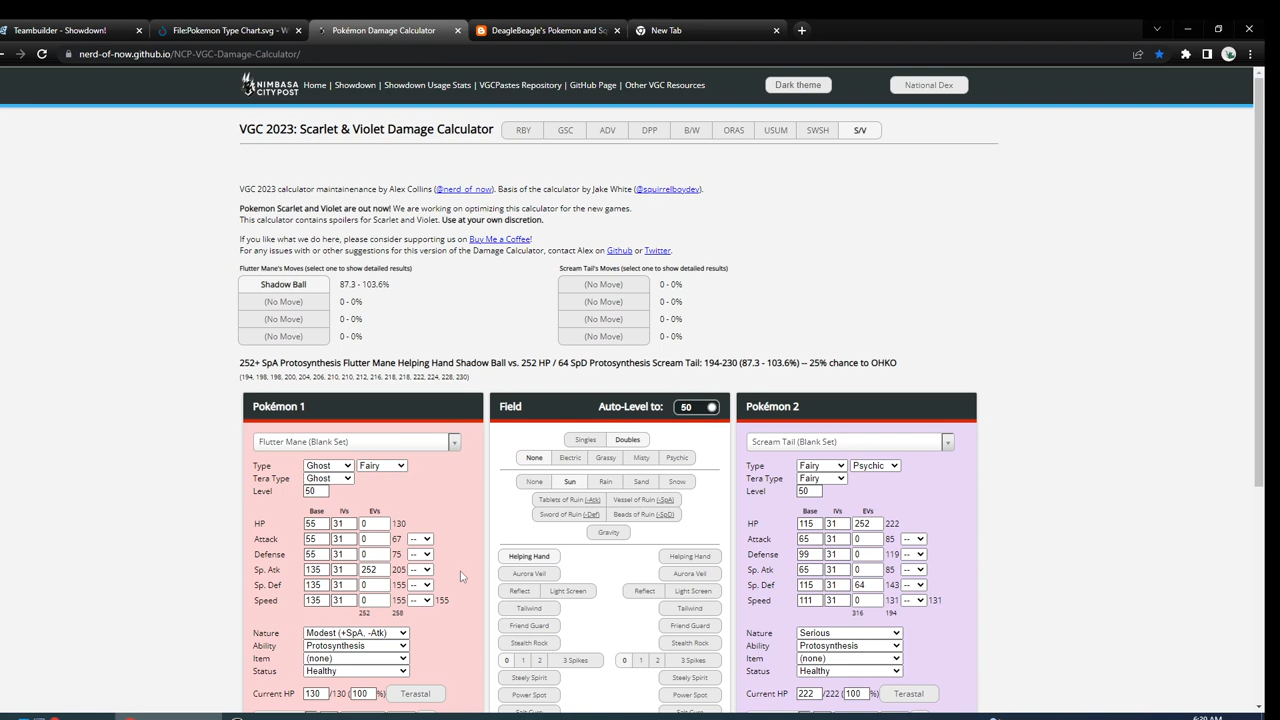 Teambuilder - Showdown!
File:Pokemon Type Chart.svg - W
Pokémon Damage Calculator
DeagleBeagle's Pokemon and Sq
New Tab
nerd-of-now.github.io/NCP-VGC-Damage-Calculator/
NIMBASA CITY POST
Home | Showdown | Showdown Usage Stats | VGCPastes Repository | GitHub Page | Other VGC Resources
Dark theme
National Dex
VGC 2023: Scarlet & Violet Damage Calculator
RBY GSC ADV DPP B/W ORAS USUM SWSH S/V
VGC 2023 calculator maintainenance by Alex Collins (@nerd_of_now). Basis of the calculator by Jake White (@squirrelboydev).
Pokemon Scarlet and Violet are out now! We are working on optimizing this calculator for the new games.
This calculator contains spoilers for Scarlet and Violet. Use at your own discretion.
If you like what we do here, please consider supporting us on Buy Me a Coffee!
For any issues with or other suggestions for this version of the Damage Calculator, contact Alex on Github or Twitter.
Flutter Mane's Moves (select one to show detailed results)
Shadow Ball 87.3 - 103.6%
(No Move) 0 - 0%
(No Move) 0 - 0%
(No Move) 0 - 0%
Scream Tail's Moves (select one to show detailed results)
(No Move) 0 - 0%
(No Move) 0 - 0%
(No Move) 0 - 0%
(No Move) 0 - 0%
252+ SpA Protosynthesis Flutter Mane Helping Hand Shadow Ball vs. 252 HP / 64 SpD Protosynthesis Scream Tail: 194-230 (87.3 - 103.6%) -- 25% chance to OHKO
(194, 198, 198, 200, 204, 206, 210, 210, 212, 216, 218, 218, 222, 224, 228, 230)
Pokémon 1
Flutter Mane (Blank Set)
Type Ghost Fairy
Tera Type Ghost
Level 50
Base IVs EVs
HP 55 31 0 130
Attack 55 31 0 67 --
Defense 55 31 0 75 --
Sp. Atk 135 31 252 205 --
Sp. Def 135 31 0 155 --
Speed 135 31 0 155 -- 155
252 258
Nature Modest (+SpA, -Atk)
Ability Protosynthesis
Item (none)
Status Healthy
Current HP 130 /130 (100 %) Terastal
Field Auto-Level to: 50
Singles Doubles
None Electric Grassy Misty Psychic
None Sun Rain Sand Snow
Tablets of Ruin (-Atk) Vessel of Ruin (-SpA)
Sword of Ruin (-Def) Beads of Ruin (-SpD)
Gravity
Helping Hand Helping Hand
Aurora Veil Aurora Veil
Reflect Light Screen Reflect Light Screen
Tailwind Tailwind
Friend Guard Friend Guard
Stealth Rock Stealth Rock
0 1 2 3 Spikes 0 1 2 3 Spikes
Steely Spirit Steely Spirit
Power Spot Power Spot
Pokémon 2
Scream Tail (Blank Set)
Type Fairy Psychic
Tera Type Fairy
Level 50
Base IVs EVs
HP 115 31 252 222
Attack 65 31 0 85 --
Defense 99 31 0 119 --
Sp. Atk 65 31 0 85 --
Sp. Def 115 31 64 143 --
Speed 111 31 0 131 -- 131
316 194
Nature Serious
Ability Protosynthesis
Item (none)
Status Healthy
Current HP 222 /222 (100 %) Terastal